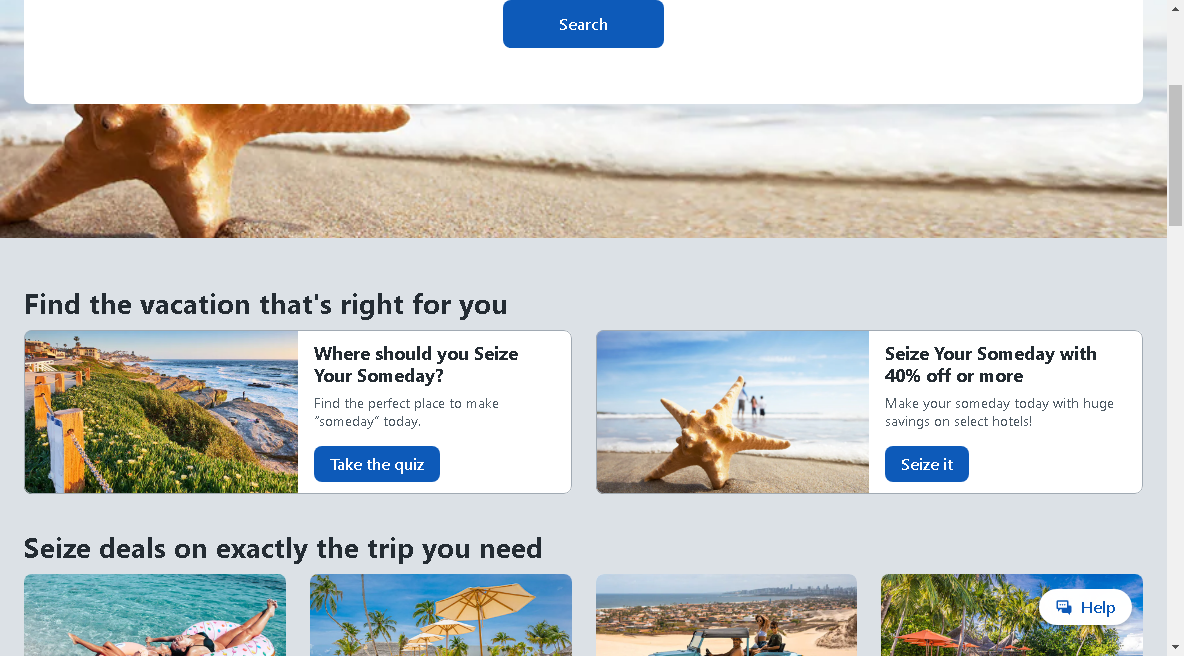 Search
Find the vacation that's right for you
Where should you Seize
Your Someday?
Find the perfect place to make
“someday” today.
Take the quiz
Seize Your Someday with
40% off or more
Make your someday today with huge
savings on select hotels!
Seize it
Seize deals on exactly the trip you need
Help